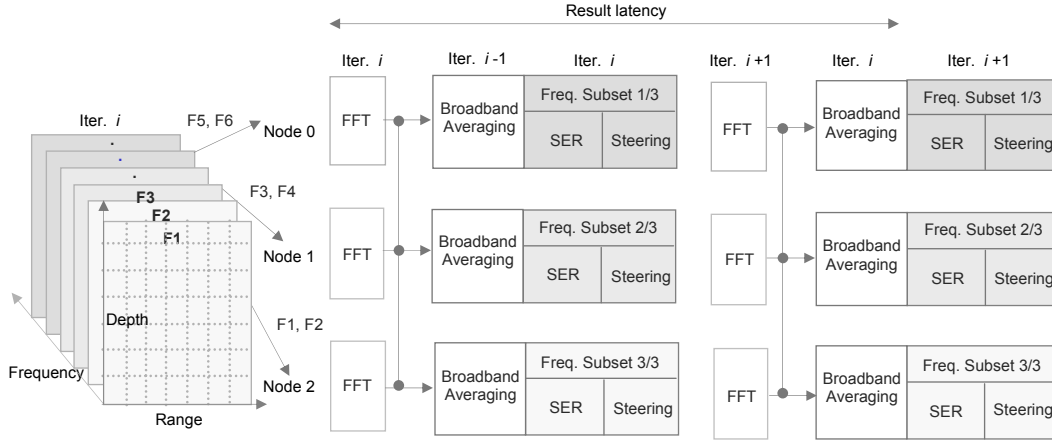 Result latency
Iter. i
Iter. i-1
Iter. i
Iter. i+1
Iter. i
Iter. i+1
Iter. i
F5, F6
Node 0
FFT
Broadband
Averaging
Freq. Subset 1/3
SER
Steering
FFT
Broadband
Averaging
Freq. Subset 1/3
SER
Steering
F3, F4
Node 1
FFT
Broadband
Averaging
Freq. Subset 2/3
SER
Steering
FFT
Broadband
Averaging
Freq. Subset 2/3
SER
Steering
F3
F2
F1
Depth
Frequency
Range
F1, F2
Node 2
FFT
Broadband
Averaging
Freq. Subset 3/3
SER
Steering
FFT
Broadband
Averaging
Freq. Subset 3/3
SER
Steering